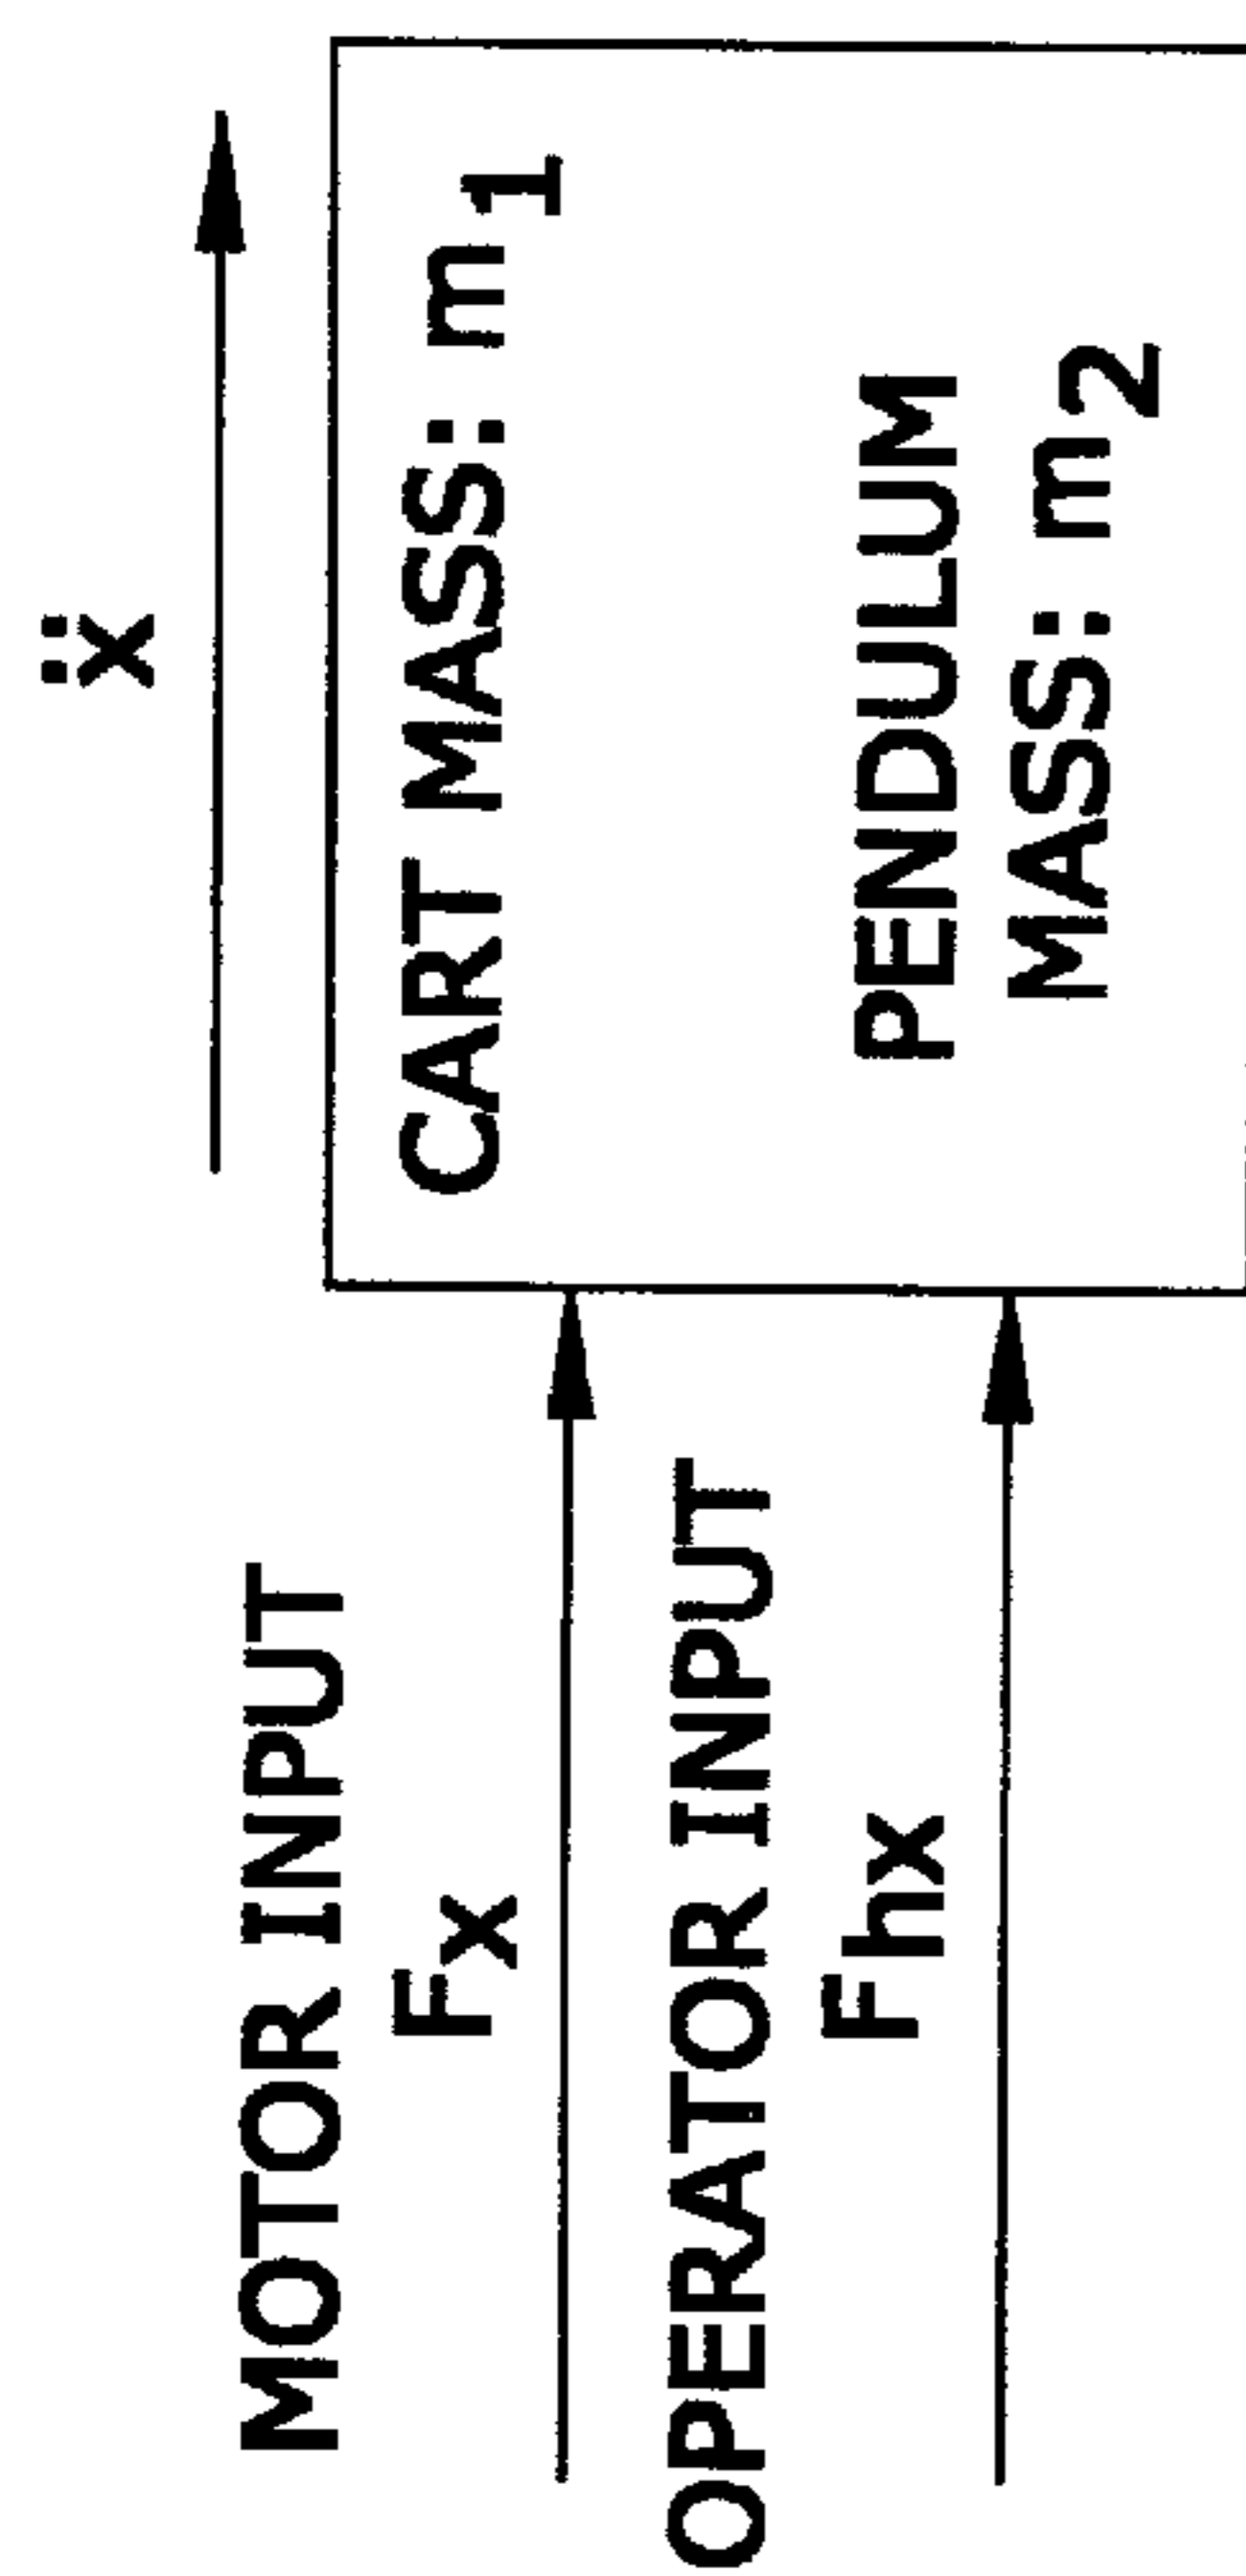 ẍ
MOTOR INPUT
Fx
OPERATOR INPUT
Fhx
CART MASS: m1
PENDULUM
MASS: m2